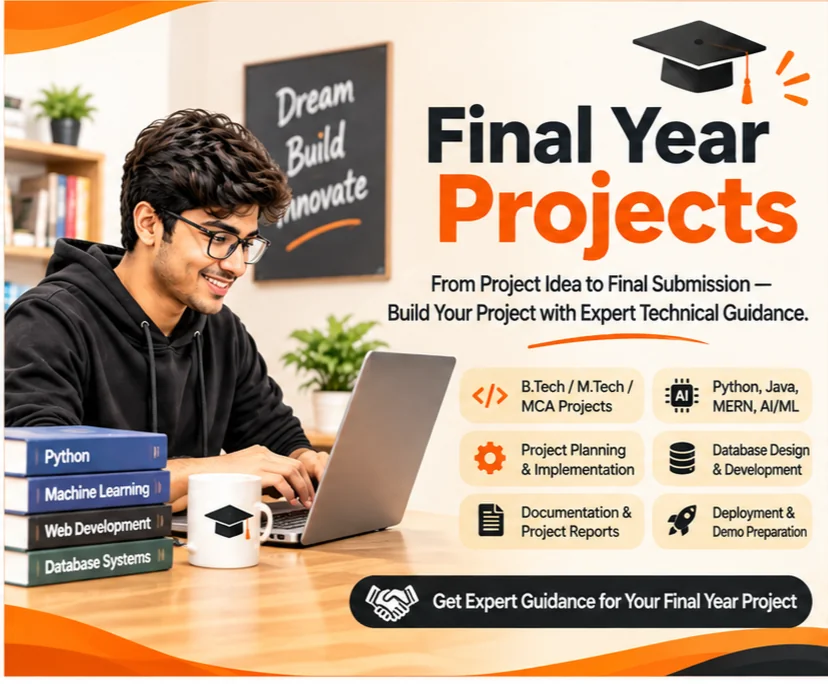 Dream
Build
Innovate
Final Year
Projects
From Project Idea to Final Submission —
Build Your Project with Expert Technical Guidance.
</> B.Tech / M.Tech /
MCA Projects
AI
Python, Java,
MERN, AI/ML
Project Planning
& Implementation
Database Design
& Development
Documentation &
Project Reports
Deployment &
Demo Preparation
Python
Machine Learning
Web Development
Database Systems
Get Expert Guidance for Your Final Year Project